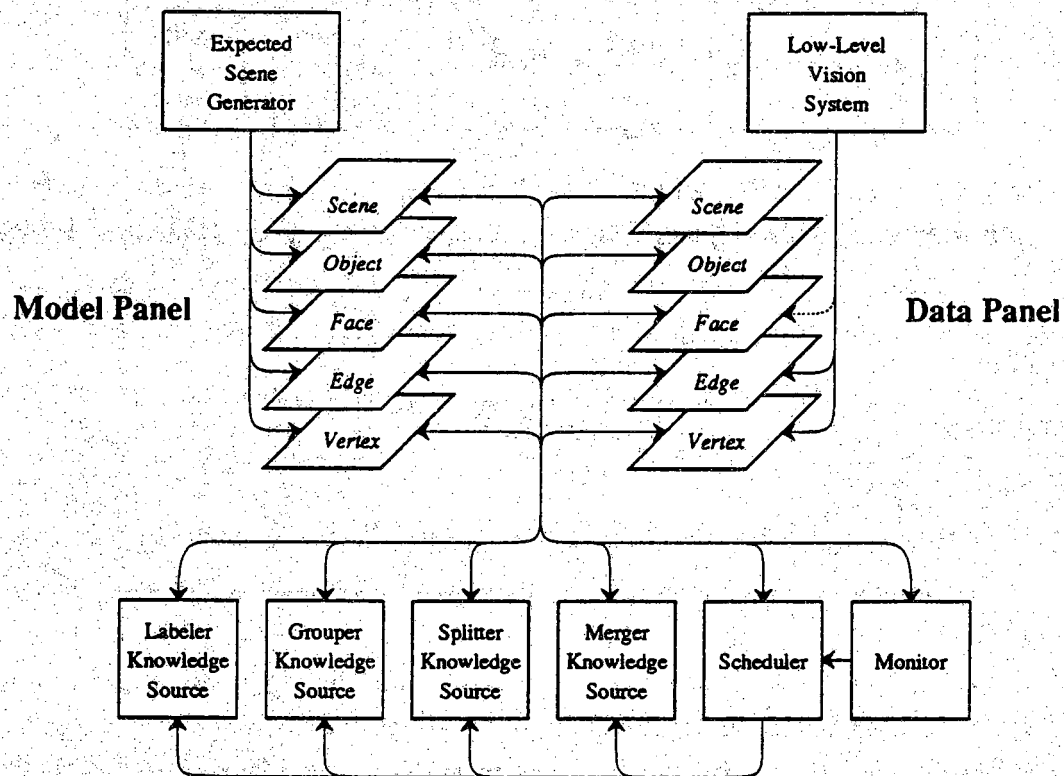 Expected
Scene
Generator
Low-Level
Vision
System
Scene
Scene
Object
Object
Model Panel
Data Panel
Face
Face
Edge
Edge
Vertex
Vertex
Labeler
Knowledge
Source
Grouper
Knowledge
Source
Splitter
Knowledge
Source
Merger
Knowledge
Source
Scheduler
Monitor